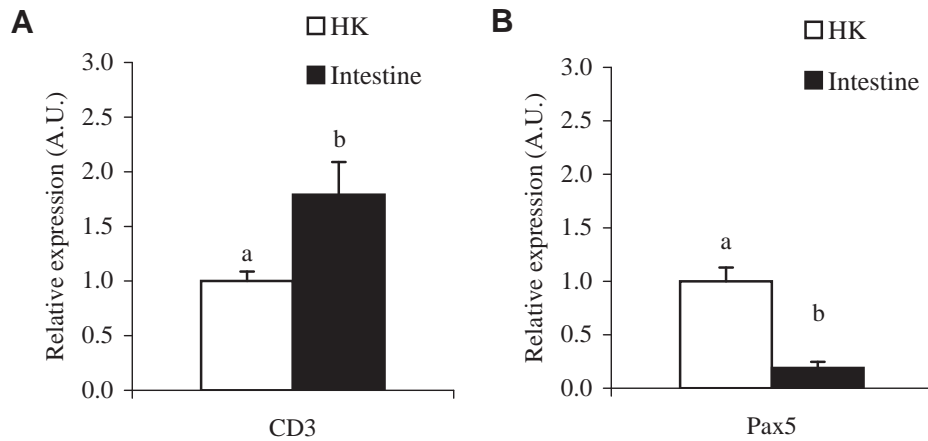 A
HK
Intestine
3.0
2.5
2.0
1.5
1.0
0.5
0.0
Relative expression (A.U.)
a
b
CD3
B
HK
Intestine
3.0
2.5
2.0
1.5
1.0
0.5
0.0
Relative expression (A.U.)
a
b
Pax5